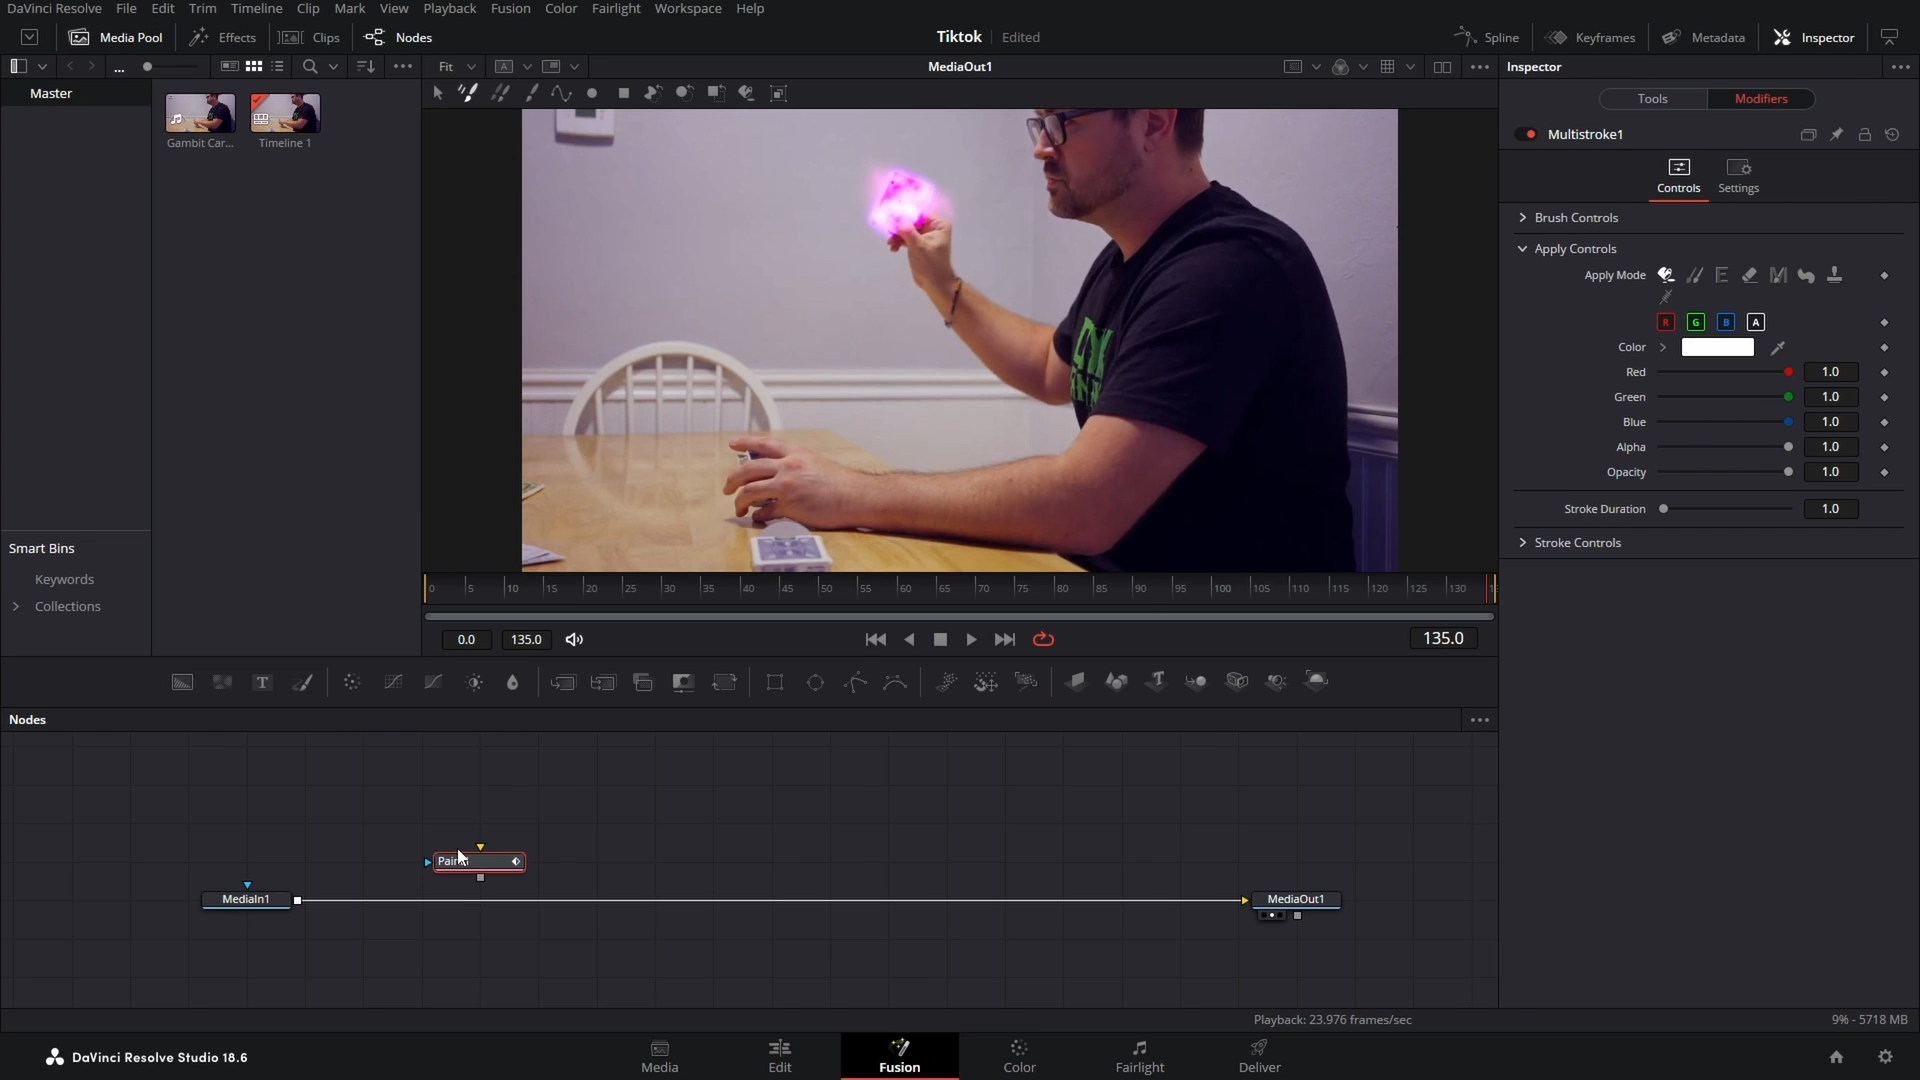 DaVinci Resolve File Edit Trim Timeline Clip Mark View Playback Fusion Color Fairlight Workspace Help
Media Pool Effects Clips Nodes Tiktok Edited Spline Keyframes Metadata Inspector
... Fit A MediaOut1 Inspector
Master
Gambit Car...
Timeline 1
Tools Modifiers
Multistroke1
Controls Settings
Brush Controls
Apply Controls
Apply Mode
R G B A
Color
Red 1.0
Green 1.0
Blue 1.0
Alpha 1.0
Opacity 1.0
Stroke Duration 1.0
Stroke Controls
Smart Bins
Keywords
Collections
0 5 10 15 20 25 30 35 40 45 50 55 60 65 70 75 80 85 90 95 100 105 110 115 120 125 130
0.0 135.0 135.0
T
Nodes
MediaIn1
MediaOut1
Playback: 23.976 frames/sec 9% - 5718 MB
DaVinci Resolve Studio 18.6
Media Edit Fusion Color Fairlight Deliver